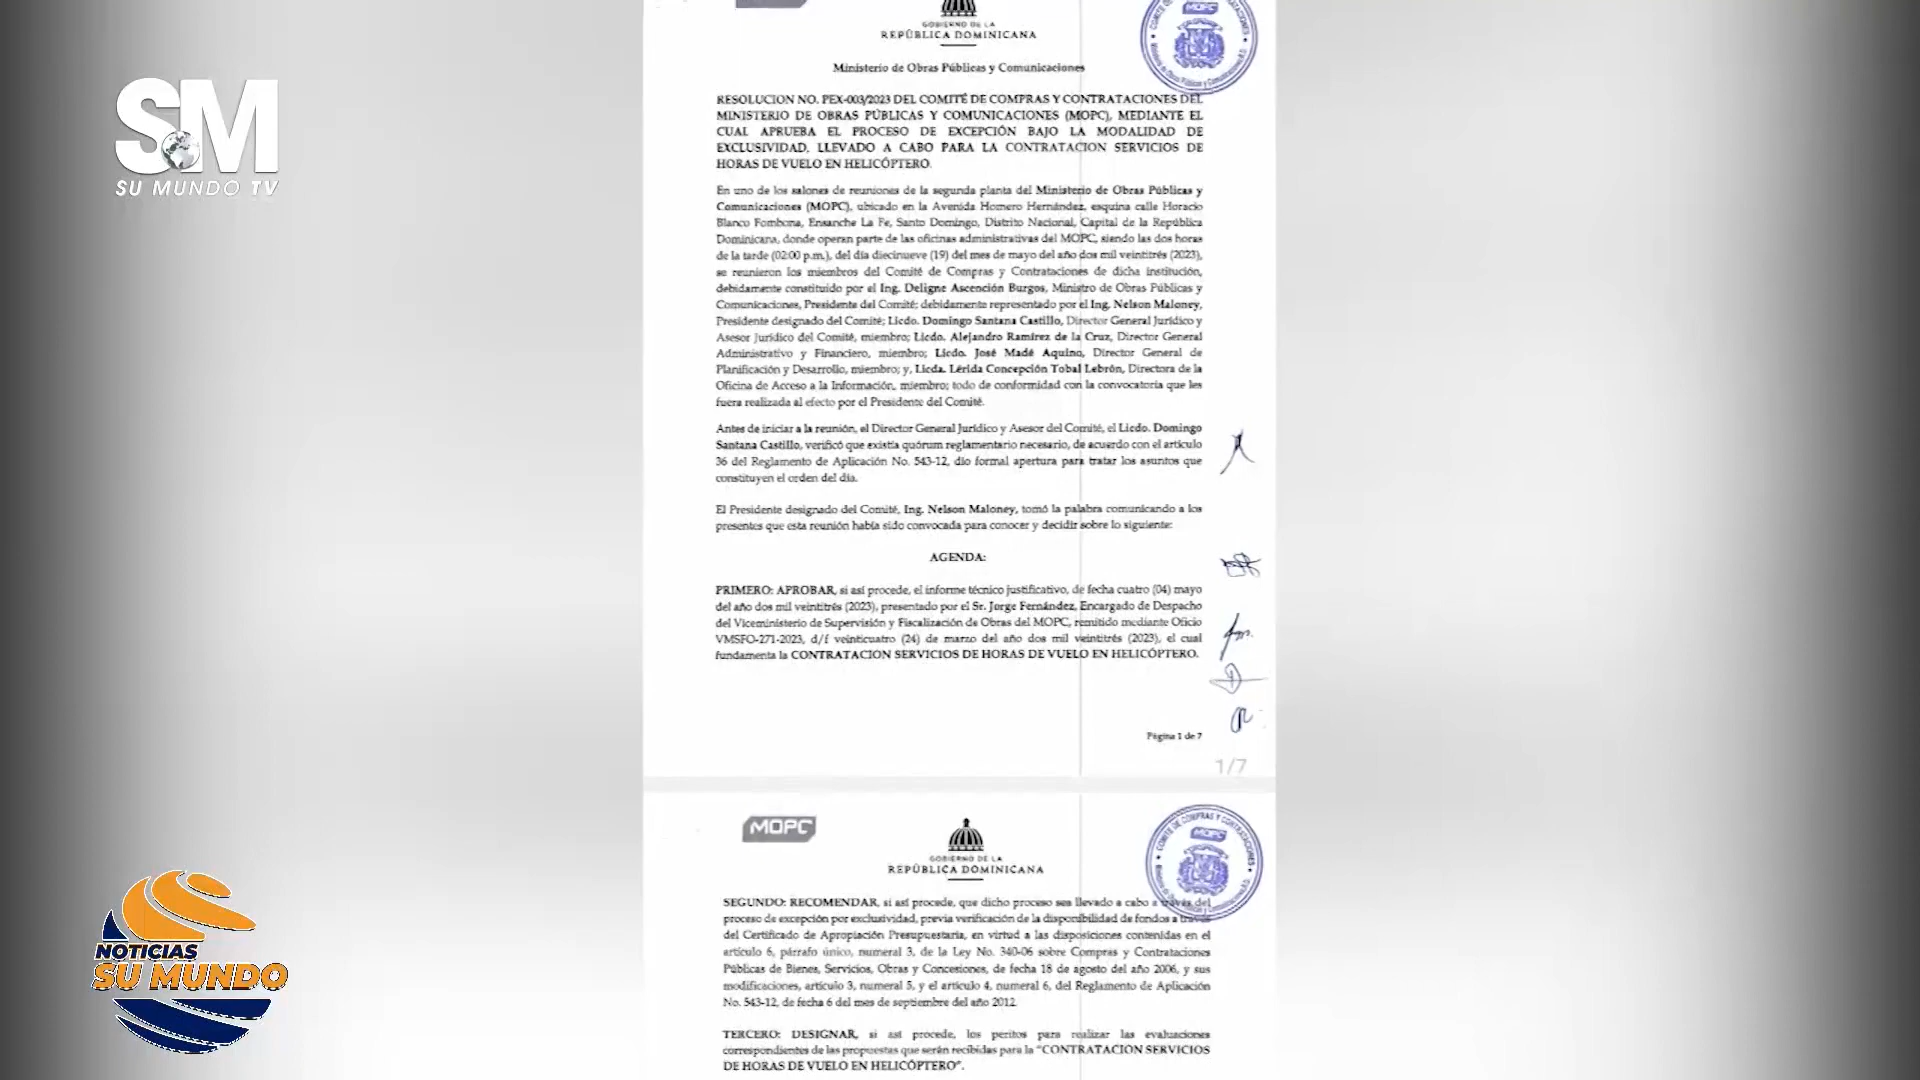 SM
SU MUNDO TV
GOBIERNO DE LA
REPÚBLICA DOMINICANA
MOPC
Ministerio de Obras Públicas y Comunicaciones
RESOLUCION NO. PEX-003/2023 DEL COMITÉ DE COMPRAS Y CONTRATACIONES DEL
MINISTERIO DE OBRAS PÚBLICAS Y COMUNICACIONES (MOPC), MEDIANTE EL
CUAL APRUEBA EL PROCESO DE EXCEPCIÓN BAJO LA MODALIDAD DE
EXCLUSIVIDAD, LLEVADO A CABO PARA LA CONTRATACION SERVICIOS DE
HORAS DE VUELO EN HELICÓPTERO.
En uno de los salones de reuniones de la segunda planta del Ministerio de Obras Públicas y
Comunicaciones (MOPC), ubicado en la Avenida Homero Hernández, esquina calle Horacio
Blanco Fombona, Ensanche La Fe, Santo Domingo, Distrito Nacional, Capital de la República
Dominicana, donde operan parte de las oficinas administrativas del MOPC, siendo las dos horas
de la tarde (02:00 p.m.), del día diecinueve (19) del mes de mayo del año dos mil veintitrés (2023),
se reunieron los miembros del Comité de Compras y Contrataciones de dicha institución,
debidamente constituido por el Ing. Deligne Ascención Burgos, Ministro de Obras Públicas y
Comunicaciones, Presidente del Comité; debidamente representado por el Ing. Nelson Maloney,
Presidente designado del Comité; Licdo. Domingo Santana Castillo, Director General Jurídico y
Asesor Jurídico del Comité, miembro; Licdo. Alejandro Ramírez de la Cruz, Director General
Administrativo y Financiero, miembro; Licdo. José Madé Aquino, Director General de
Planificación y Desarrollo, miembro; y, Licda. Lérida Concepción Tobal Lebrón, Directora de la
Oficina de Acceso a la Información, miembro; todo de conformidad con la convocatoria que les
fuera realizada al efecto por el Presidente del Comité.
Antes de iniciar a la reunión, el Director General Jurídico y Asesor del Comité, el Licdo. Domingo
Santana Castillo, verificó que existía quórum reglamentario necesario, de acuerdo con el artículo
36 del Reglamento de Aplicación No. 543-12, dio formal apertura para tratar los asuntos que
constituyen el orden del día.
El Presidente designado del Comité, Ing. Nelson Maloney, tomó la palabra comunicando a los
presentes que esta reunión había sido convocada para conocer y decidir sobre lo siguiente:
AGENDA:
PRIMERO: APROBAR, si así procede, el informe técnico justificativo, de fecha cuatro (04) mayo
del año dos mil veintitrés (2023), presentado por el Sr. Jorge Fernández, Encargado de Despacho
del Viceministerio de Supervisión y Fiscalización de Obras del MOPC, remitido mediante Oficio
VMSFO-271-2023, d/f veinticuatro (24) de marzo del año dos mil veintitrés (2023), el cual
fundamenta la CONTRATACION SERVICIOS DE HORAS DE VUELO EN HELICÓPTERO.
Página 1 de 7
1/7
MOPC
GOBIERNO DE LA
REPÚBLICA DOMINICANA
COMITÉ DE COMPRAS Y CONTRATACIONES
MOPC
SEGUNDO: RECOMENDAR, si así procede, que dicho proceso sea llevado a cabo a través del
proceso de excepción por exclusividad, previa verificación de la disponibilidad de fondos a través
del Certificado de Apropiación Presupuestaria, en virtud a las disposiciones contenidas en el
artículo 6, párrafo único, numeral 3, de la Ley No. 340-06 sobre Compras y Contrataciones
Públicas de Bienes, Servicios, Obras y Concesiones, de fecha 18 de agosto del año 2006, y sus
modificaciones, artículo 3, numeral 5, y el artículo 4, numeral 6, del Reglamento de Aplicación
No. 543-12, de fecha 6 del mes de septiembre del año 2012.
TERCERO: DESIGNAR, si así procede, los peritos para realizar las evaluaciones
correspondientes de las propuestas que serán recibidas para la "CONTRATACION SERVICIOS
DE HORAS DE VUELO EN HELICÓPTERO".
NOTICIAS
SU MUNDO